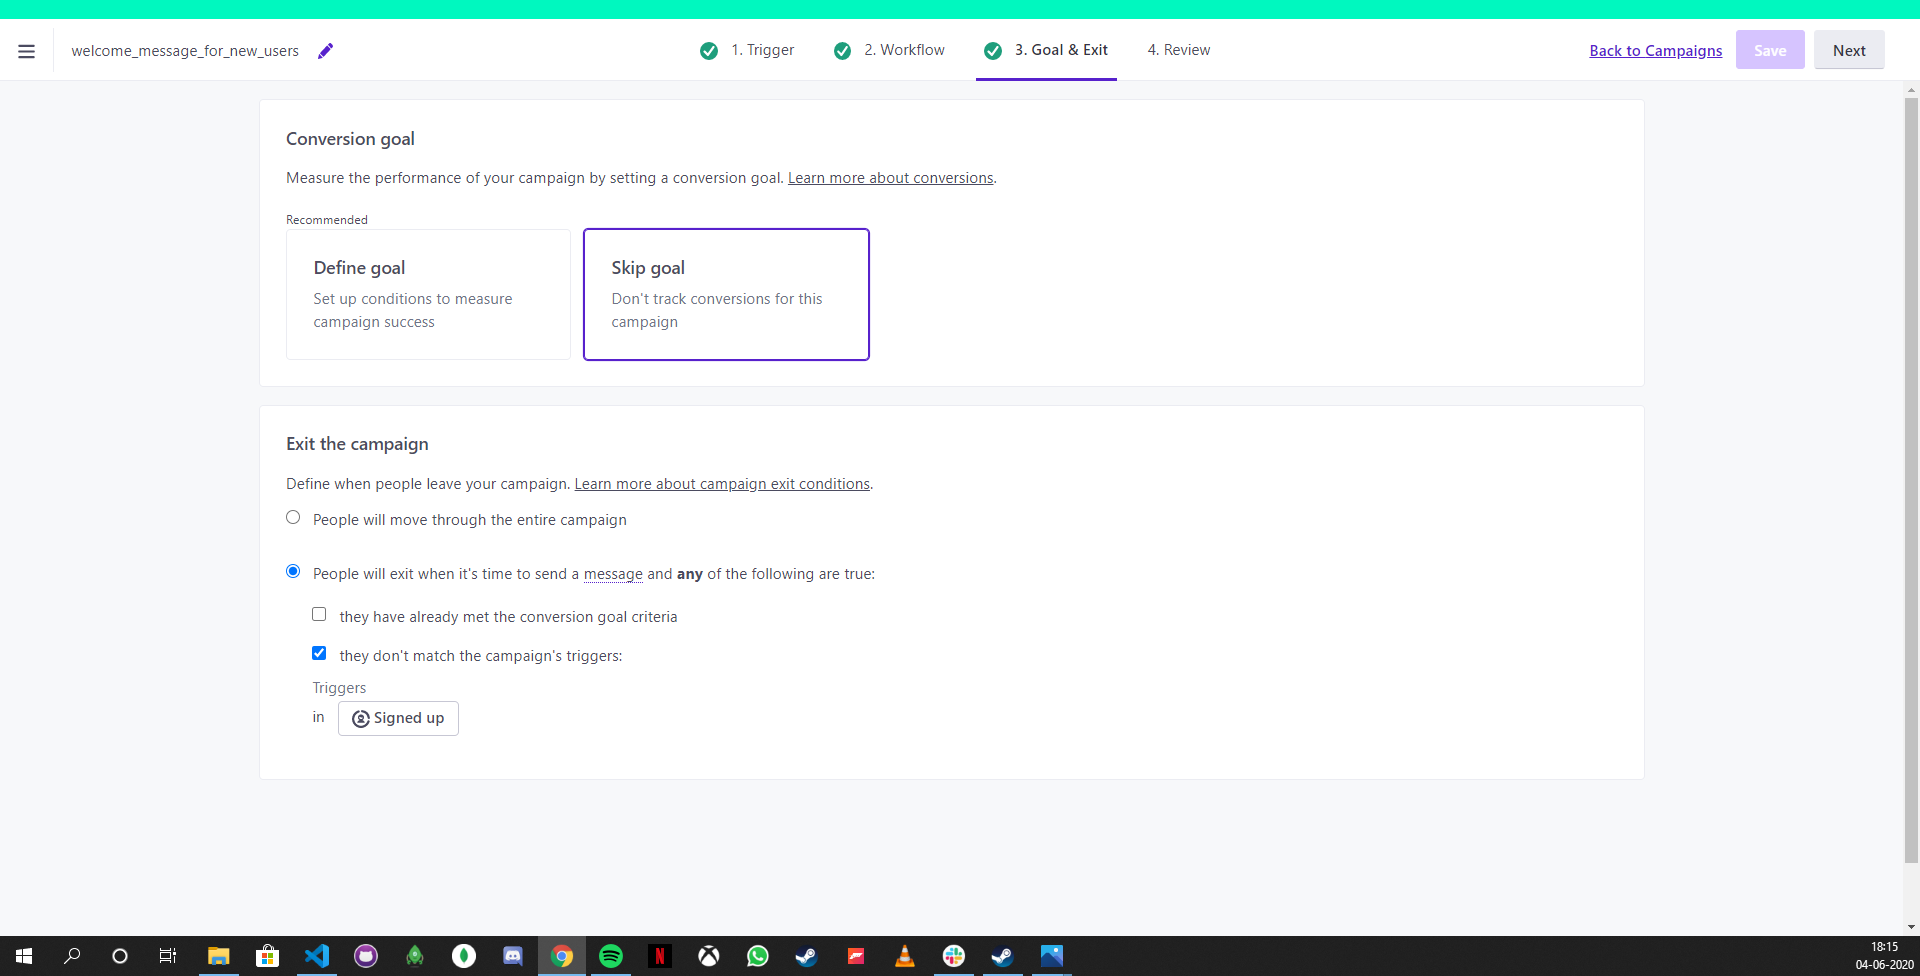 welcome_message_for_new_users
1. Trigger
2. Workflow
3. Goal & Exit
4. Review
Back to Campaigns
Save
Next
Conversion goal
Measure the performance of your campaign by setting a conversion goal. Learn more about conversions.
Recommended
Define goal
Set up conditions to measure
campaign success
Skip goal
Don't track conversions for this
campaign
Exit the campaign
Define when people leave your campaign. Learn more about campaign exit conditions.
People will move through the entire campaign
People will exit when it's time to send a message and any of the following are true:
they have already met the conversion goal criteria
they don't match the campaign's triggers:
Triggers
in
Signed up
N
18:15
04-06-2020